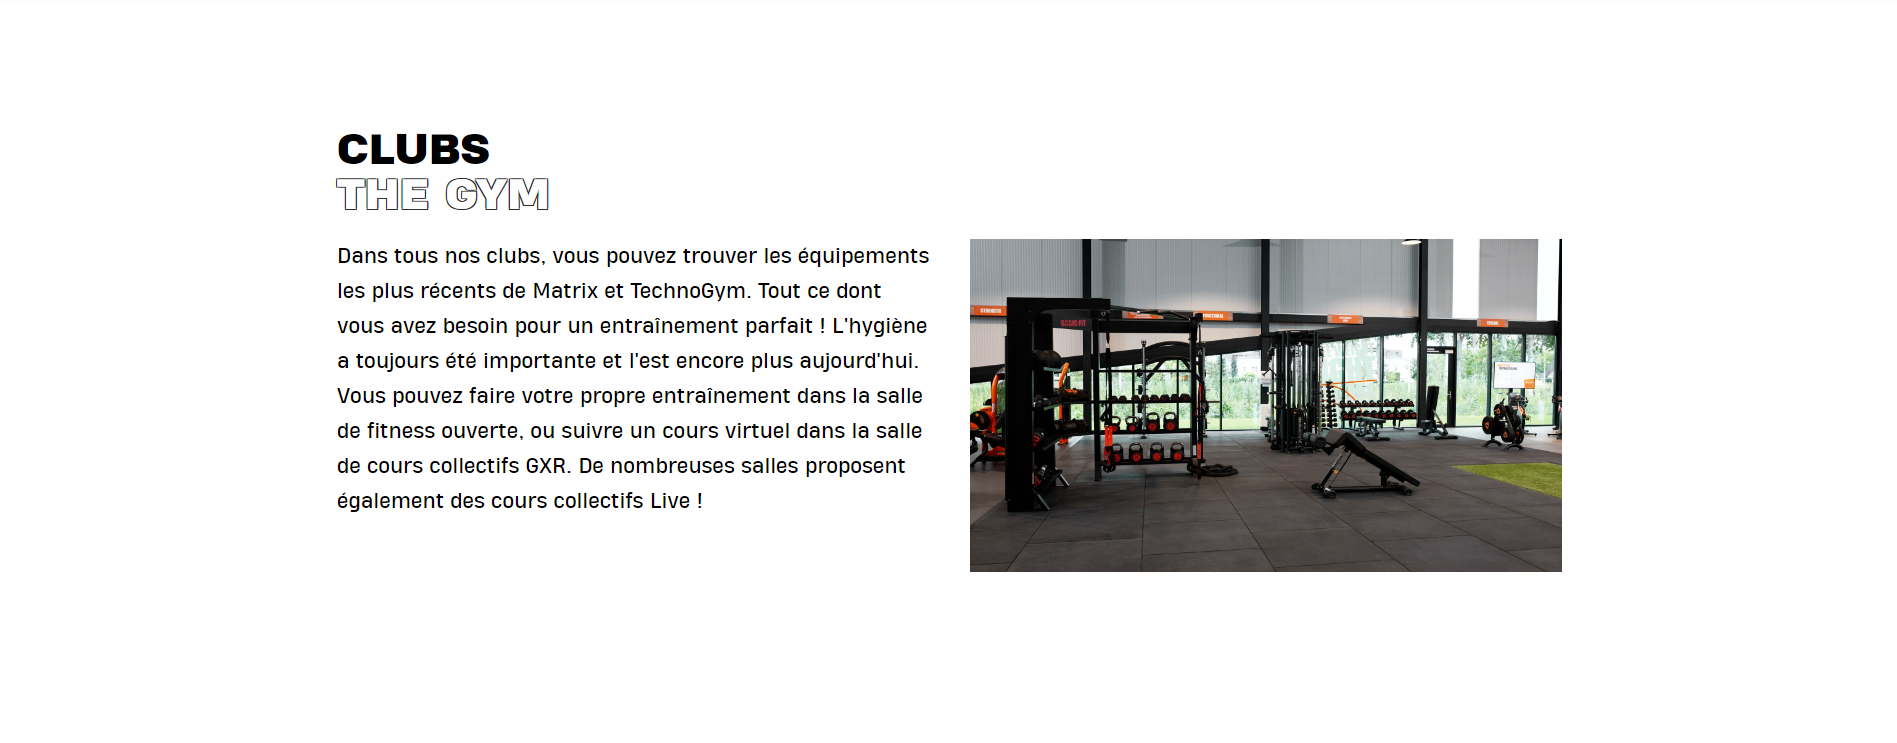 CLUBS
THE GYM
Dans tous nos clubs, vous pouvez trouver les équipements
les plus récents de Matrix et TechnoGym. Tout ce dont
vous avez besoin pour un entraînement parfait ! L'hygiène
a toujours été importante et l'est encore plus aujourd'hui.
Vous pouvez faire votre propre entraînement dans la salle
de fitness ouverte, ou suivre un cours virtuel dans la salle
de cours collectifs GXR. De nombreuses salles proposent
également des cours collectifs Live !
STRENGTH